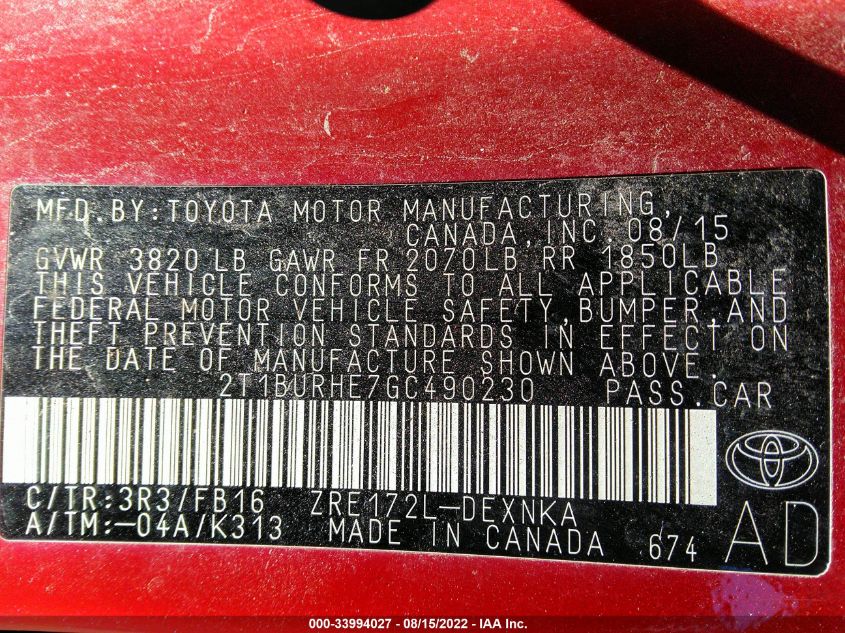 MFD.BY:TOYOTA MOTOR MANUFACTURING,
CANADA,INC.08/15
GVWR 3820LB GAWR FR 2070LB RR 1850LB
THIS VEHICLE CONFORMS TO ALL APPLICABLE
FEDERAL MOTOR VEHICLE SAFETY,BUMPER,AND
THEFT PREVENTION STANDARDS IN EFFECT ON
THE DATE OF MANUFACTURE SHOWN ABOVE.
2T1BURHE7GC490230 PASS.CAR
C/TR:3R3/FB16 ZRE172L-DEXNKA
A/TM:-04A/K313 MADE IN CANADA 674 AD
000-33994027 - 08/15/2022 - IAA Inc.